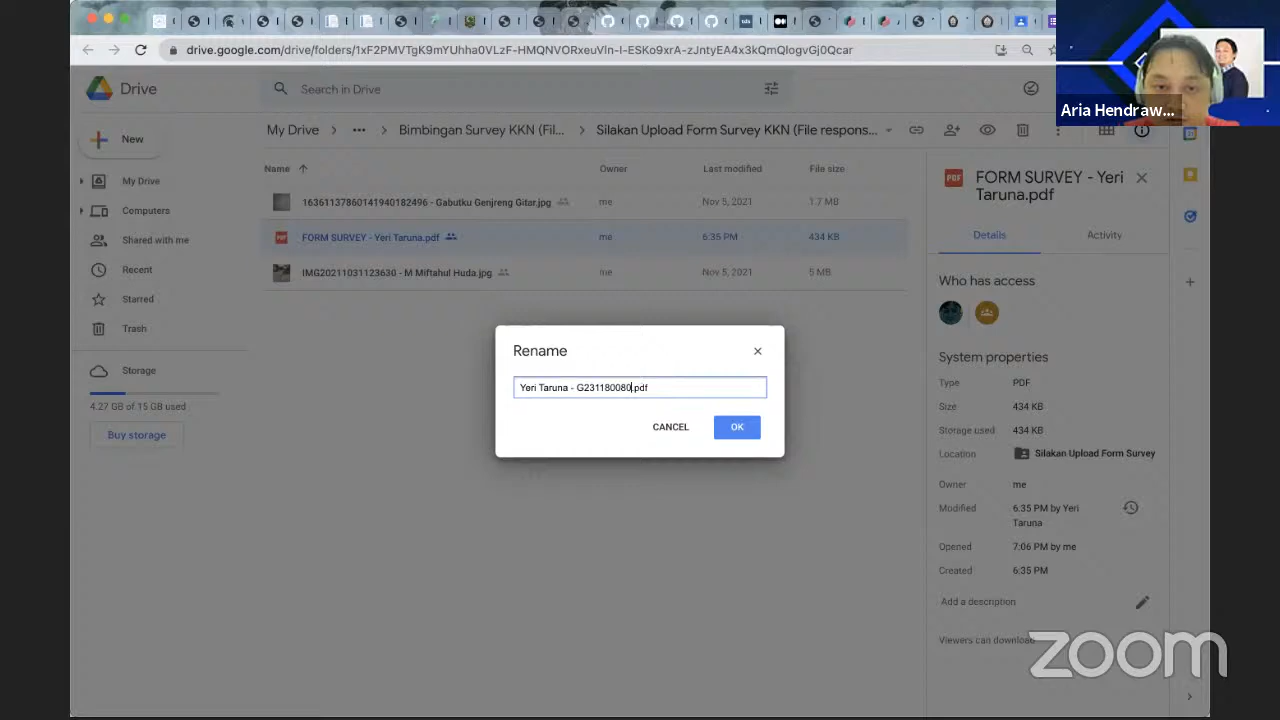 drive.google.com/drive/folders/1xF2PMVTgK9mYUhha0VLzF-HMQNVORxeuVln-I-ESKo9xrA-zJntyEA4x3kQmQlogvGj0Qcar
Aria Hendraw...
Drive
Search in Drive
New
My Drive
Computers
Shared with me
Recent
Starred
Trash
Storage
4.27 GB of 15 GB used
Buy storage
My Drive > ••• > Bimbingan Survey KKN (Fil... > Silakan Upload Form Survey KKN (File respons...
Name Owner Last modified File size
16361137860141940182496 - Gabutku Genjreng Gitar.jpg me Nov 5, 2021 1.7 MB
FORM SURVEY - Yeri Taruna.pdf me 6:35 PM 434 KB
IMG20211031123630 - M Miftahul Huda.jpg me Nov 5, 2021 5 MB
Rename
Yeri Taruna - G231180080.pdf
CANCEL OK
PDF FORM SURVEY - Yeri
Taruna.pdf
Details Activity
Who has access
System properties
Type PDF
Size 434 KB
Storage used 434 KB
Location Silakan Upload Form Survey
Owner me
Modified 6:35 PM by Yeri
Taruna
Opened 7:06 PM by me
Created 6:35 PM
Add a description
Viewers can download
zoom